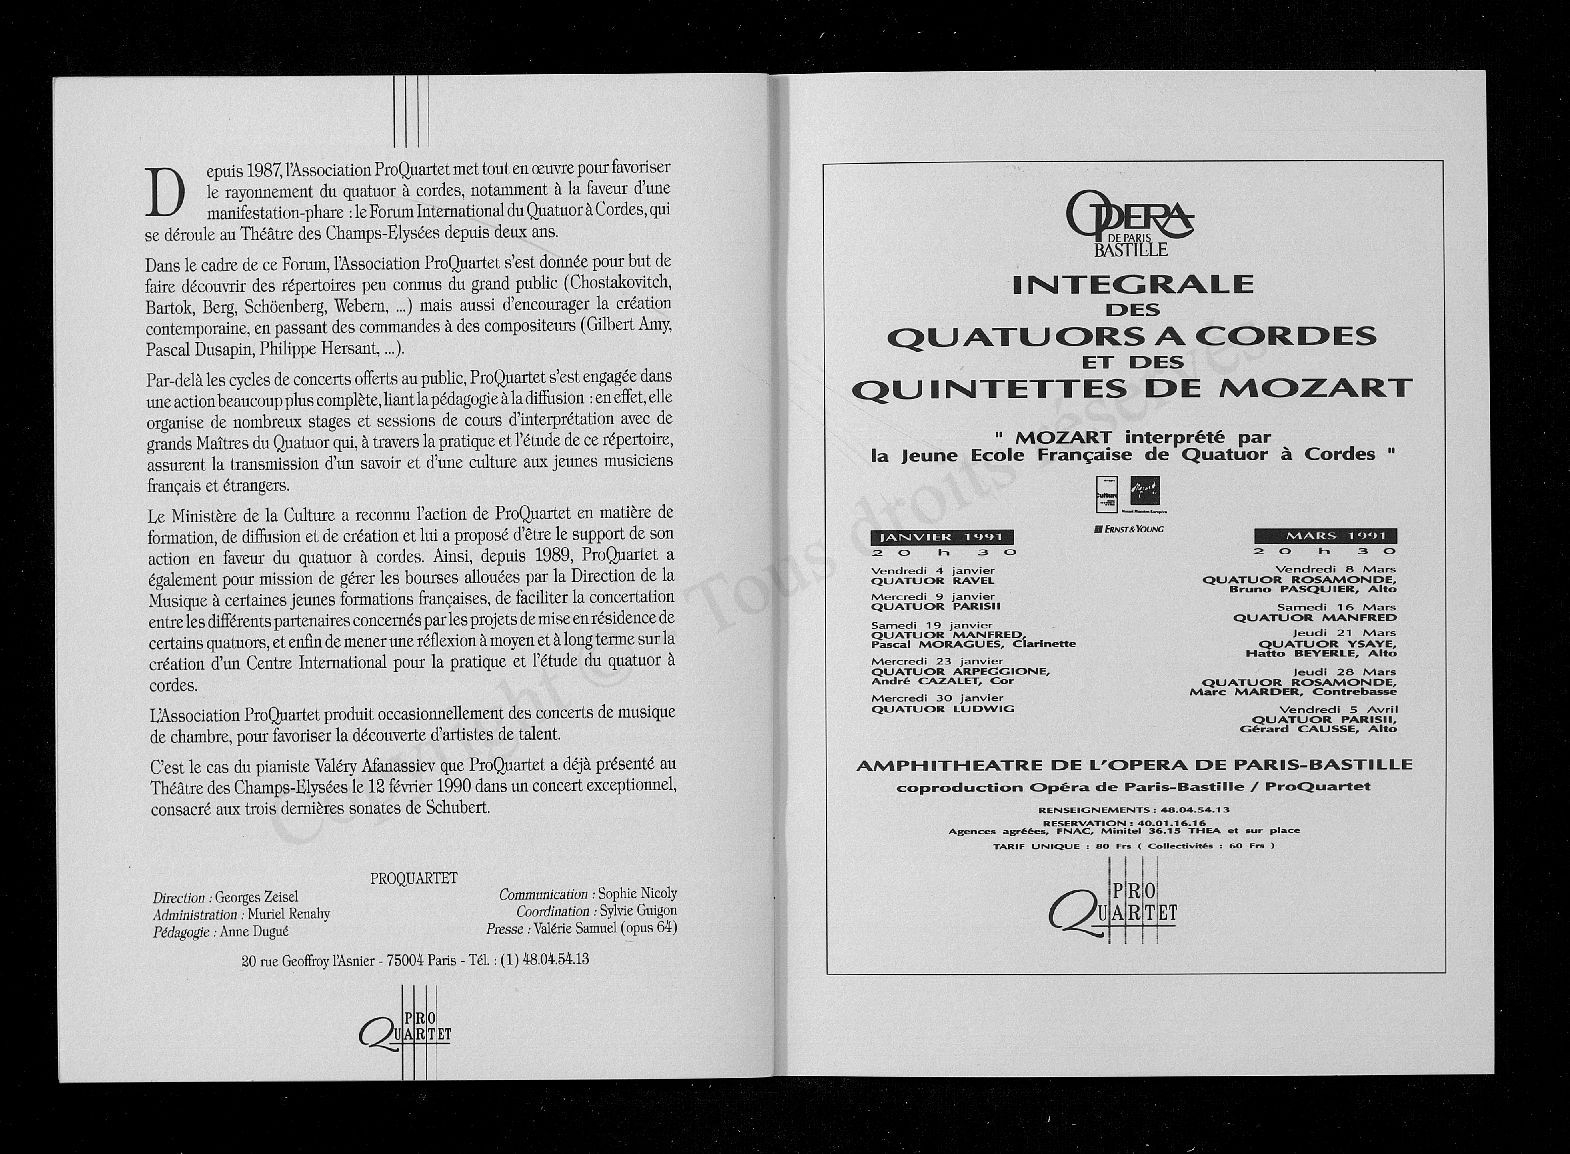 Depuis 1987, l'Association ProQuartet met tout en œuvre pour favoriser
le rayonnement du quatuor à cordes, notamment à la faveur d'une
manifestation-phare : le Forum International du Quatuor à Cordes, qui
se déroule au Théâtre des Champs-Elysées depuis deux ans.
Dans le cadre de ce Forum, l'Association ProQuartet s'est donnée pour but de
faire découvrir des répertoires peu connus du grand public (Chostakovitch,
Bartok, Berg, Schöenberg, Webern, ...) mais aussi d'encourager la création
contemporaine, en passant des commandes à des compositeurs (Gilbert Amy,
Pascal Dusapin, Philippe Hersant, ...).
Par-delà les cycles de concerts offerts au public, ProQuartet s'est engagée dans
une action beaucoup plus complète, liant la pédagogie à la diffusion : en effet, elle
organise de nombreux stages et sessions de cours d'interprétation avec de
grands Maîtres du Quatuor qui, à travers la pratique et l'étude de ce répertoire,
assurent la transmission d'un savoir et d'une culture aux jeunes musiciens
français et étrangers.
Le Ministère de la Culture a reconnu l'action de ProQuartet en matière de
formation, de diffusion et de création et lui a proposé d'être le support de son
action en faveur du quatuor à cordes. Ainsi, depuis 1989, ProQuartet a
également pour mission de gérer les bourses allouées par la Direction de la
Musique à certaines jeunes formations françaises, de faciliter la concertation
entre les différents partenaires concernés par les projets de mise en résidence de
certains quatuors, et enfin de mener une réflexion à moyen et à long terme sur la
création d'un Centre International pour la pratique et l'étude du quatuor à
cordes.
L'Association ProQuartet produit occasionnellement des concerts de musique
de chambre, pour favoriser la découverte d'artistes de talent.
C'est le cas du pianiste Valéry Afanassiev que ProQuartet a déjà présenté au
Théâtre des Champs-Elysées le 12 février 1990 dans un concert exceptionnel,
consacré aux trois dernières sonates de Schubert.
PROQUARTET
Direction : Georges Zeisel
Administration : Muriel Renahy
Pédagogie : Anne Dugué
Communication : Sophie Nicoly
Coordination : Sylvie Guigon
Presse : Valérie Samuel (opus 64)
20 rue Geoffroy l'Asnier - 75004 Paris - Tél. : (1) 48.04.54.13
PRO
QUARTET
OPERA
DE PARIS
BASTILLE
INTEGRALE
DES
QUATUORS A CORDES
ET DES
QUINTETTES DE MOZART
" MOZART interprété par
la Jeune Ecole Française de Quatuor à Cordes "
ERNST & YOUNG
JANVIER 1991
20 h 30
Vendredi 4 janvier
QUATUOR RAVEL
Mercredi 9 janvier
QUATUOR PARISII
Samedi 19 janvier
QUATUOR MANFRED,
Pascal MORAGUES, Clarinette
Mercredi 23 janvier
QUATUOR ARPEGGIONE,
André CAZALET, Cor
Mercredi 30 janvier
QUATUOR LUDWIG
MARS 1991
20 h 30
Vendredi 8 Mars
QUATUOR ROSAMONDE,
Bruno PASQUIER, Alto
Samedi 16 Mars
QUATUOR MANFRED
Jeudi 21 Mars
QUATUOR YSAYE,
Hatto BEYERLE, Alto
Jeudi 28 Mars
QUATUOR ROSAMONDE,
Marc MARDER, Contrebasse
Vendredi 5 Avril
QUATUOR PARISII,
Gérard CAUSSE, Alto
AMPHITHEATRE DE L'OPERA DE PARIS-BASTILLE
coproduction Opéra de Paris-Bastille / ProQuartet
RENSEIGNEMENTS : 48.04.54.13
RESERVATION : 40.01.16.16
Agences agréées, FNAC, Minitel 36.15 THEA et sur place
TARIF UNIQUE : 80 Frs ( Collectivités : 60 Frs )
PRO
QUARTET
Copyright © Tous droits réservés